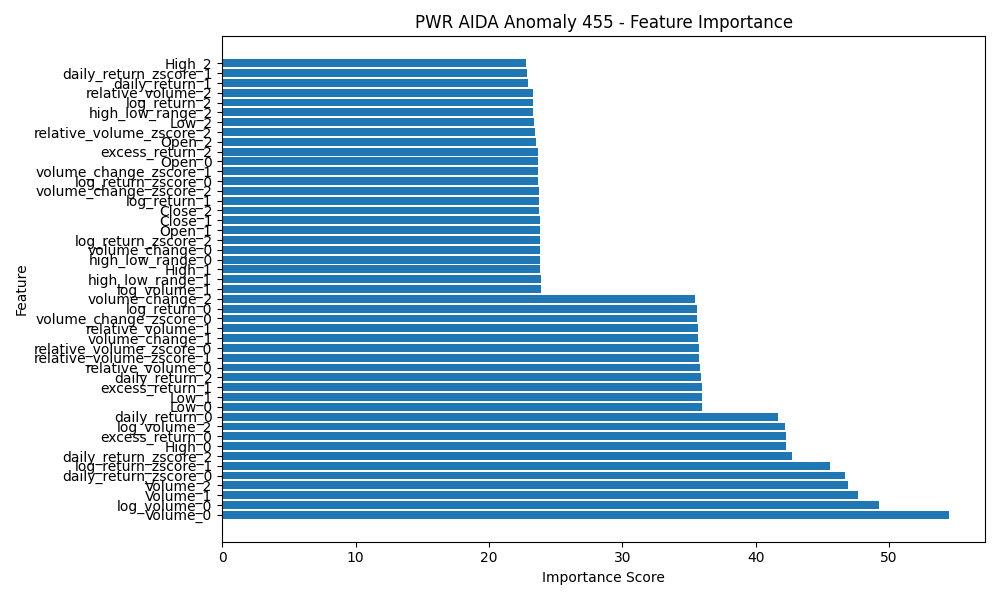 PWR AIDA Anomaly 455 - Feature Importance
High_2
daily_return_zscore_1
daily_return_1
relative_volume_2
log_return_2
high_low_range_2
Low_2
relative_volume_zscore_2
Open_2
excess_return_2
Open_0
volume_change_zscore_1
log_return_zscore_0
volume_change_zscore_2
log_return_1
Close_2
Close_1
Open_1
log_return_zscore_2
volume_change_0
high_low_range_0
High_1
high_low_range_1
log_volume_1
volume_change_2
log_return_0
volume_change_zscore_0
relative_volume_1
volume_change_1
relative_volume_zscore_0
relative_volume_zscore_1
relative_volume_0
daily_return_2
excess_return_1
Low_1
Low_0
daily_return_0
log_volume_2
excess_return_0
High_0
daily_return_zscore_2
log_return_zscore_1
daily_return_zscore_0
Volume_2
Volume_1
log_volume_0
Volume_0
Feature
0 10 20 30 40 50
Importance Score